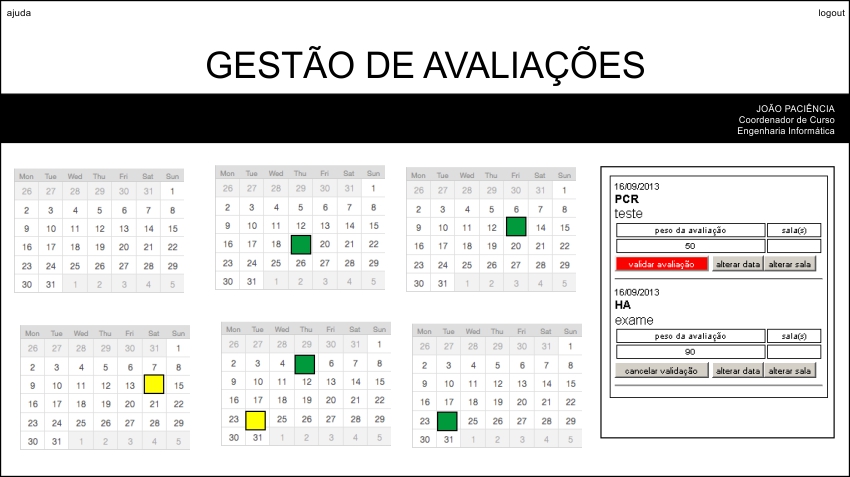 ajuda
logout
GESTÃO DE AVALIAÇÕES
JOÃO PACIÊNCIA
Coordenador de Curso
Engenharia Informática
Mon Tue Wed Thu Fri Sat Sun
26 27 28 29 30 31 1
2 3 4 5 6 7 8
9 10 11 12 13 14 15
16 17 18 19 20 21 22
23 24 25 26 27 28 29
30 31 1 2 3 4 5
Mon Tue Wed Thu Fri Sat Sun
26 27 28 29 30 31 1
2 3 4 5 6 7 8
9 10 11 12 13 14 15
16 17 18 20 21 22
23 24 25 26 27 28 29
30 31 1 2 3 4 5
Mon Tue Wed Thu Fri Sat Sun
26 27 28 29 30 31 1
2 3 4 5 6 7 8
9 10 11 12 14 15
16 17 18 19 20 21 22
23 24 25 26 27 28 29
30 31 1 2 3 4 5
16/09/2013
PCR
teste
peso da avaliação sala(s)
50
validar avaliação alterar data alterar sala
16/09/2013
HA
exame
peso da avaliação sala(s)
90
cancelar validação alterar data alterar sala
Mon Tue Wed Thu Fri Sat Sun
26 27 28 29 30 31 1
2 3 4 5 6 7 8
9 10 11 12 13 15
16 17 18 19 20 21 22
23 24 25 26 27 28 29
30 31 1 2 3 4 5
Mon Tue Wed Thu Fri Sat Sun
26 27 28 29 30 31 1
2 3 4 6 7 8
9 10 11 12 13 14 15
16 17 18 19 20 21 22
23 25 26 27 28 29
30 31 1 2 3 4 5
Mon Tue Wed Thu Fri Sat Sun
26 27 28 29 30 31 1
2 3 4 5 6 7 8
9 10 11 12 13 14 15
16 17 18 19 20 21 22
23 25 26 27 28 29
30 31 1 2 3 4 5